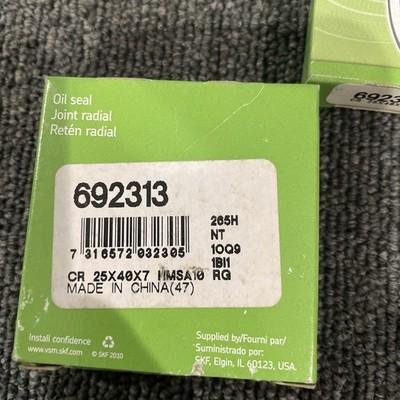 Oil seal
Joint radial
Retén radial
692313
265H
NT
10Q9
1BI1
7 316572 032305
CR 25X40X7 HMSA10 RG
MADE IN CHINA(47)
Install confidence
www.vsm.skf.com
© SKF 2010
Supplied by/Fourni par/
Suministrado por:
SKF, Elgin, IL 60123, USA.